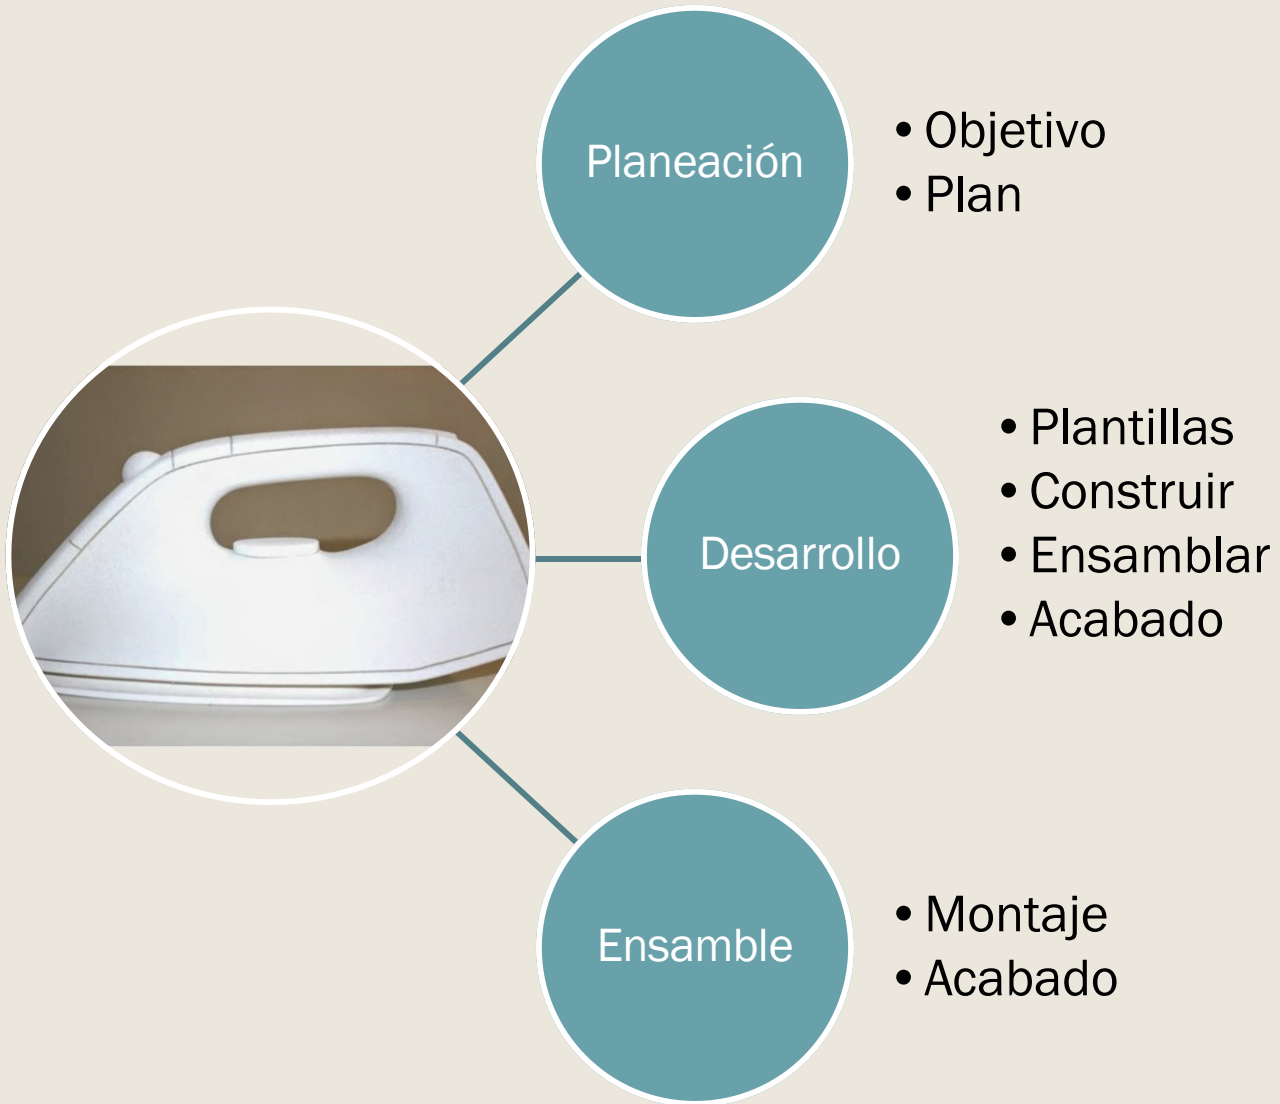 Planeación
• Objetivo
• Plan
Desarrollo
• Plantillas
• Construir
• Ensamblar
• Acabado
Ensamble
• Montaje
• Acabado